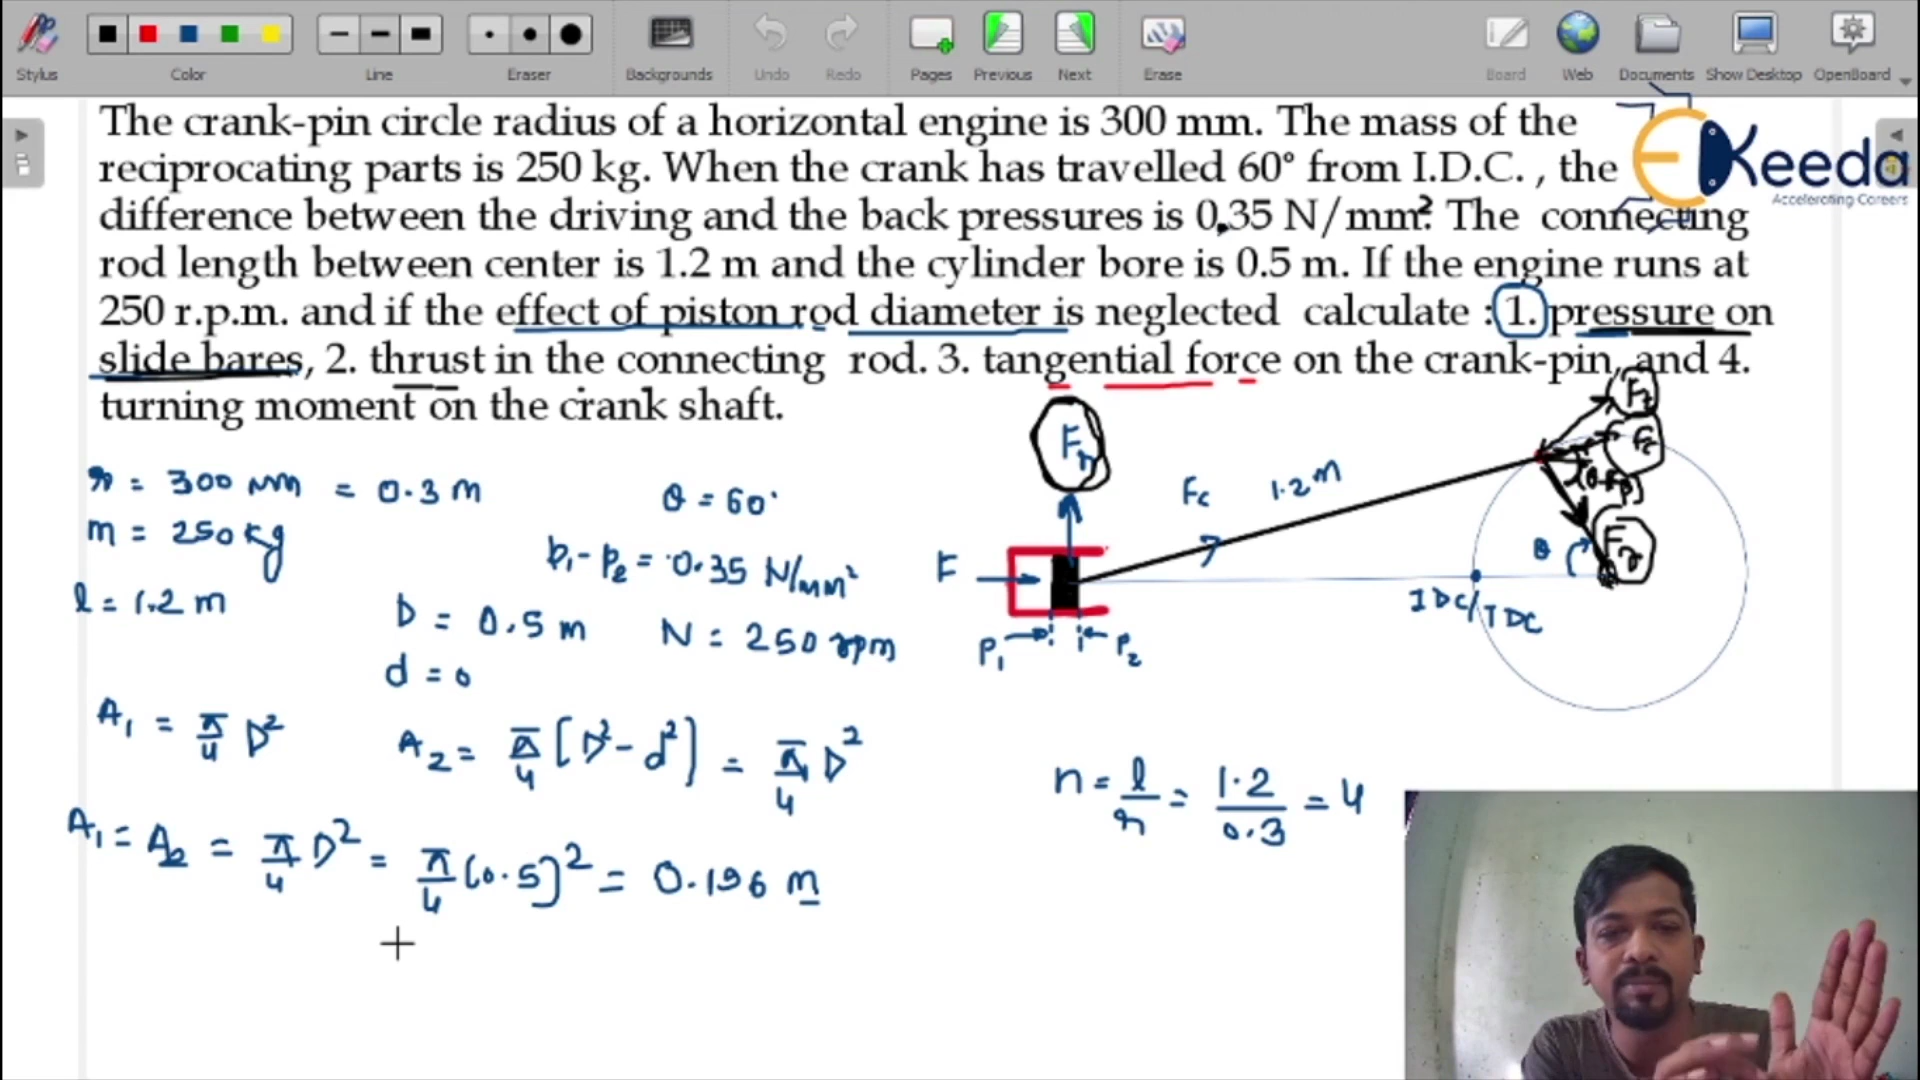 Stylus
Color
Line
Eraser
Backgrounds
Undo
Redo
Pages
Previous
Next
Erase
Board
Web
Documents
Show Desktop
OpenBoard
The crank-pin circle radius of a horizontal engine is 300 mm. The mass of the
reciprocating parts is 250 kg. When the crank has travelled 60° from I.D.C. , the
difference between the driving and the back pressures is 0.35 N/mm². The connecting
rod length between center is 1.2 m and the cylinder bore is 0.5 m. If the engine runs at
250 r.p.m. and if the effect of piston rod diameter is neglected calculate : 1. pressure on
slide bares, 2. thrust in the connecting rod. 3. tangential force on the crank-pin, and 4.
turning moment on the crank shaft.
Keeda
Accelerating Careers
r = 300 mm = 0.3 m
θ = 60°
m = 250 kg
p₁ - p₂ = 0.35 N/mm²
l = 1.2 m
D = 0.5 m
N = 250 rpm
d = 0
A₁ = π/4 D²
A₂ = π/4 [D² - d²] = π/4 D²
A₁ = A₂ = π/4 D² = π/4 (0.5)² = 0.196 m
n = l/r = 1.2/0.3 = 4
Fn
Fc
1.2 m
F
P₁
P₂
Ft
Fc
θ
Fr
IDC/TDC